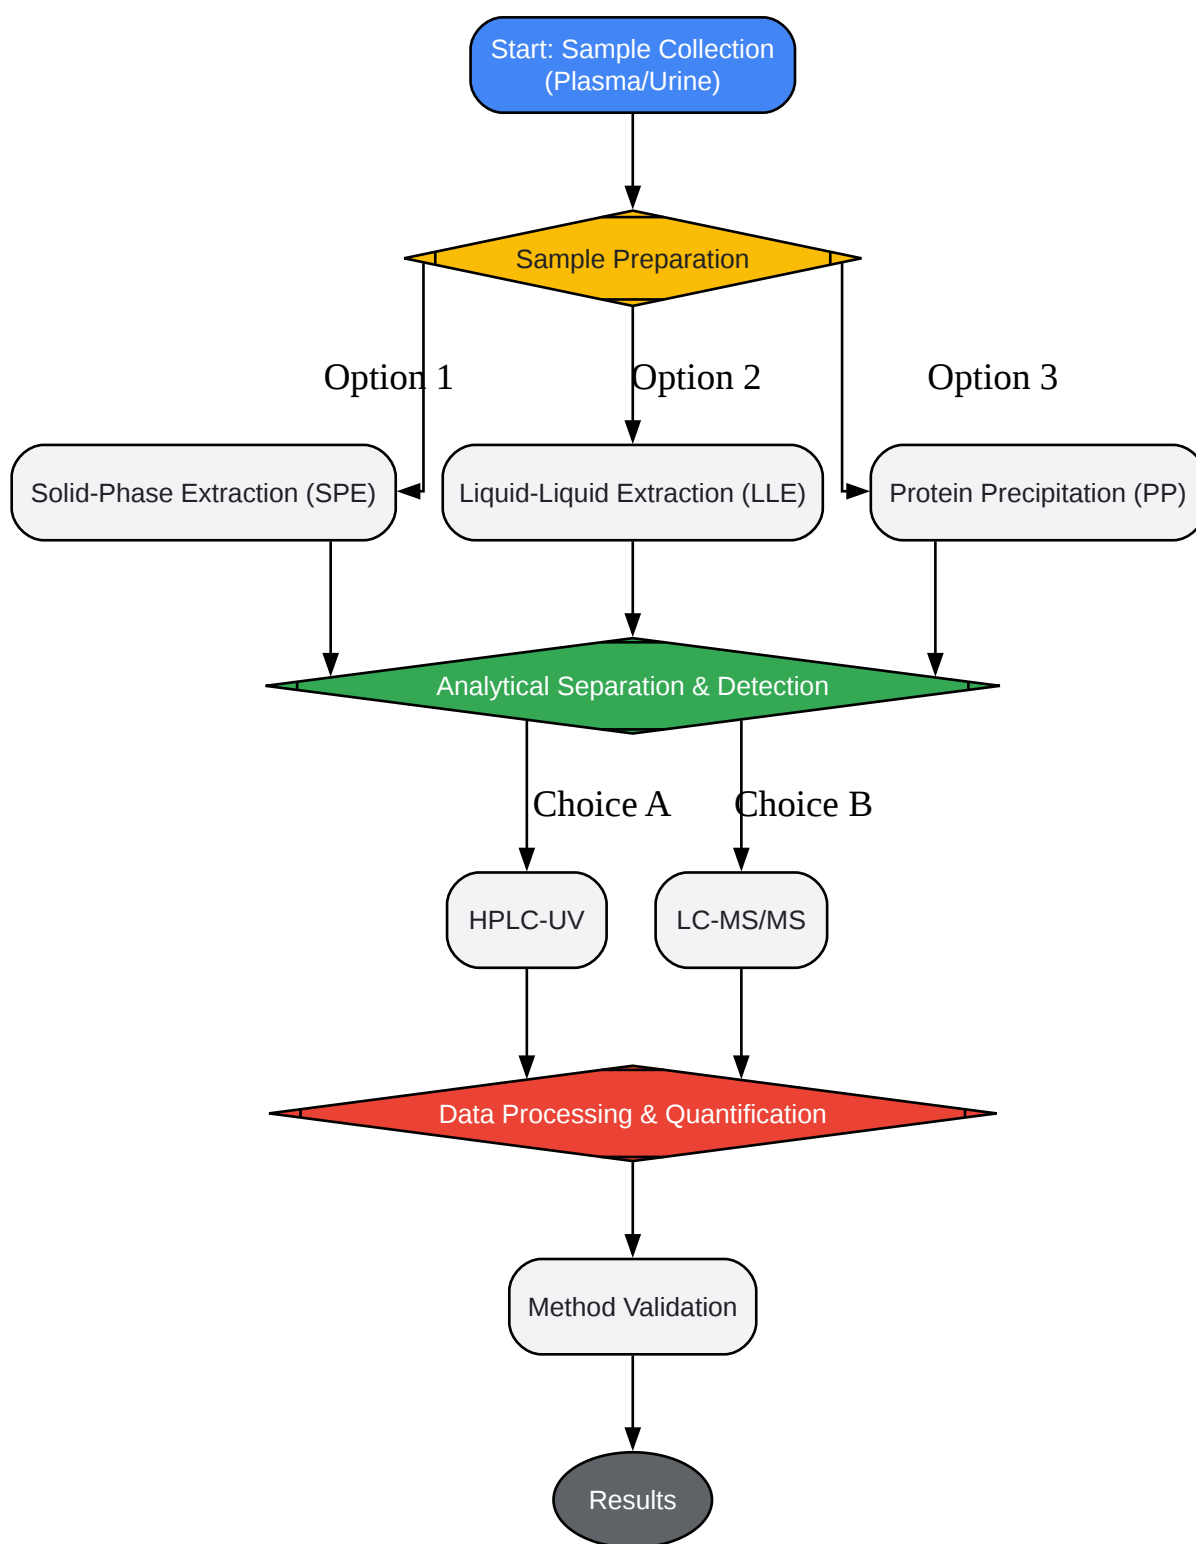 Start: Sample Collection
(Plasma/Urine)
Sample Preparation
Option 1
Option 2
Option 3
Solid-Phase Extraction (SPE)
Liquid-Liquid Extraction (LLE)
Protein Precipitation (PP)
Analytical Separation & Detection
Choice A
Choice B
HPLC-UV
LC-MS/MS
Data Processing & Quantification
Method Validation
Results